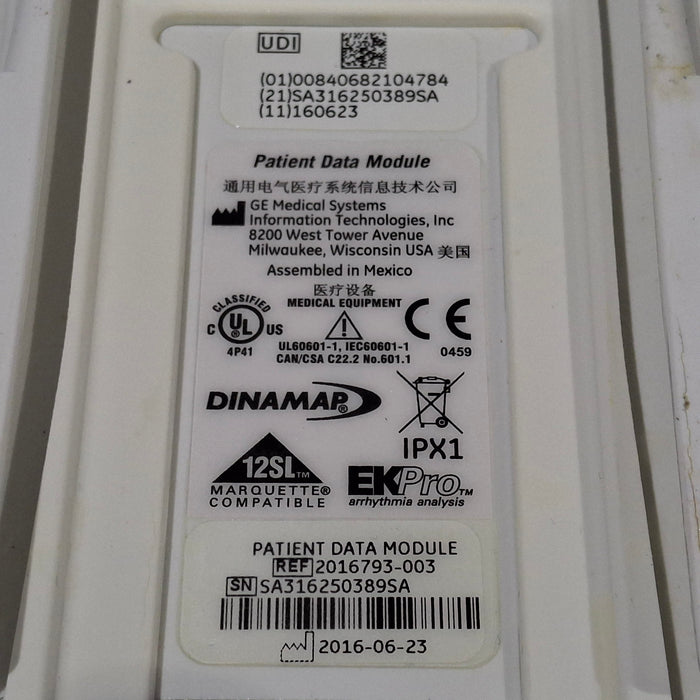 UDI
(01)00840682104784
(21)SA316250389SA
(11)160623
Patient Data Module
通用电气医疗系统信息技术公司
GE Medical Systems
Information Technologies, Inc
8200 West Tower Avenue
Milwaukee, Wisconsin USA 美国
Assembled in Mexico
医疗设备
MEDICAL EQUIPMENT
CLASSIFIED
C UL US
4P41
UL60601-1, IEC60601-1
CAN/CSA C22.2 No.601.1
CE
0459
DINAMAP®
IPX1
12SL™
MARQUETTE®
COMPATIBLE
EKPro™
arrhythmia analysis
PATIENT DATA MODULE
REF 2016793-003
SN SA316250389SA
2016-06-23